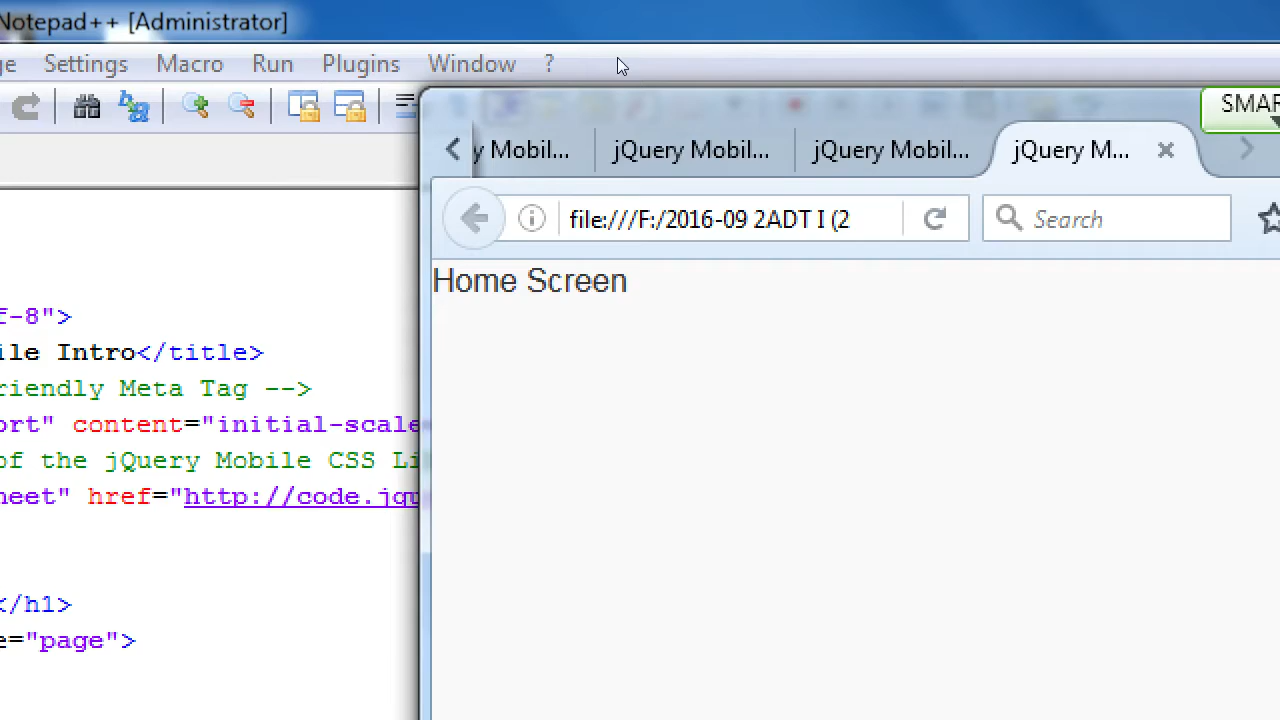 Notepad++ [Administrator]
ge Settings Macro Run Plugins Window ?
SMAR
y Mobil... jQuery Mobil... jQuery Mobil... jQuery M...
file:///F:/2016-09 2ADT I (2 Search
Home Screen
f-8">
ile Intro</title>
riendly Meta Tag -->
ort" content="initial-scale
of the jQuery Mobile CSS Li
heet" href="http://code.jqu
</h1>
e="page">